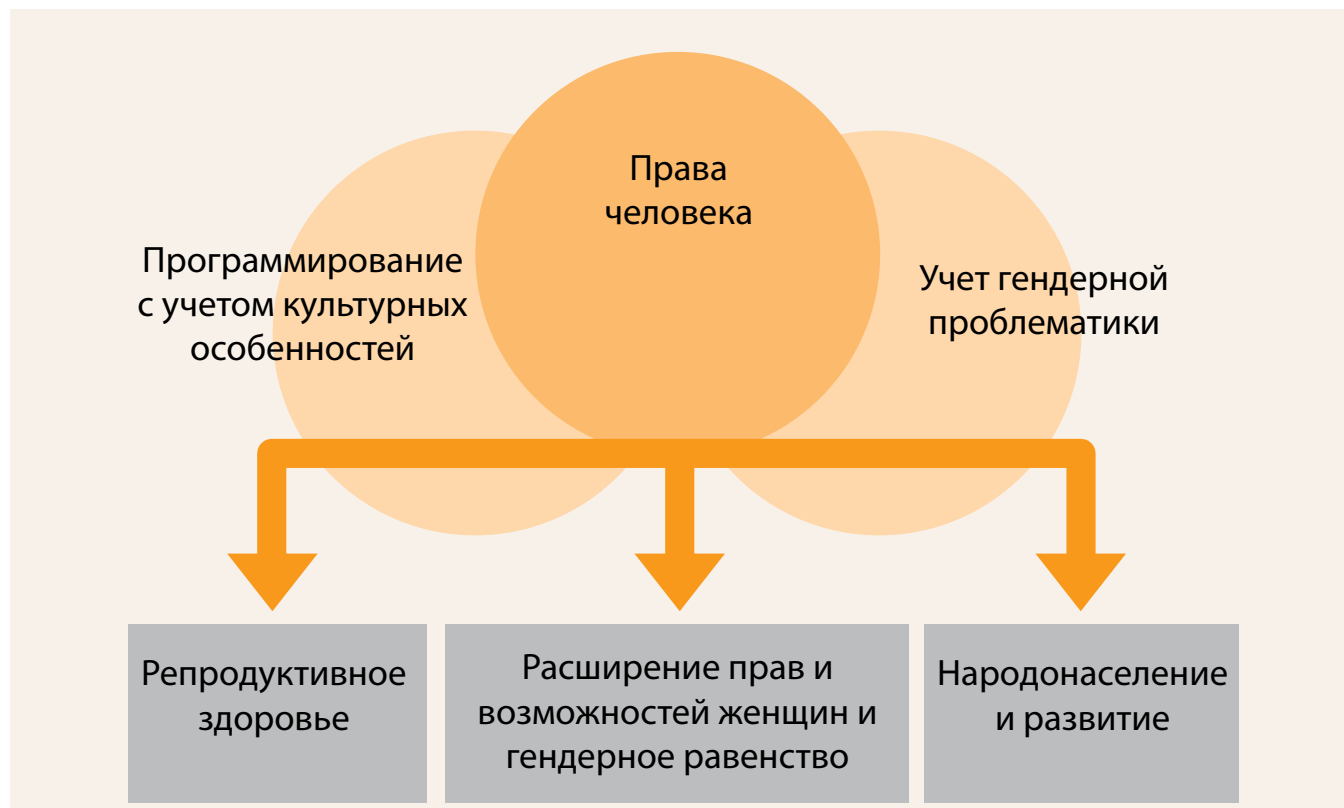 Права
человека
Программирование
с учетом культурных
особенностей
Учет гендерной
проблематики
Репродуктивное
здоровье
Расширение прав и
возможностей женщин и
гендерное равенство
Народонаселение
и развитие